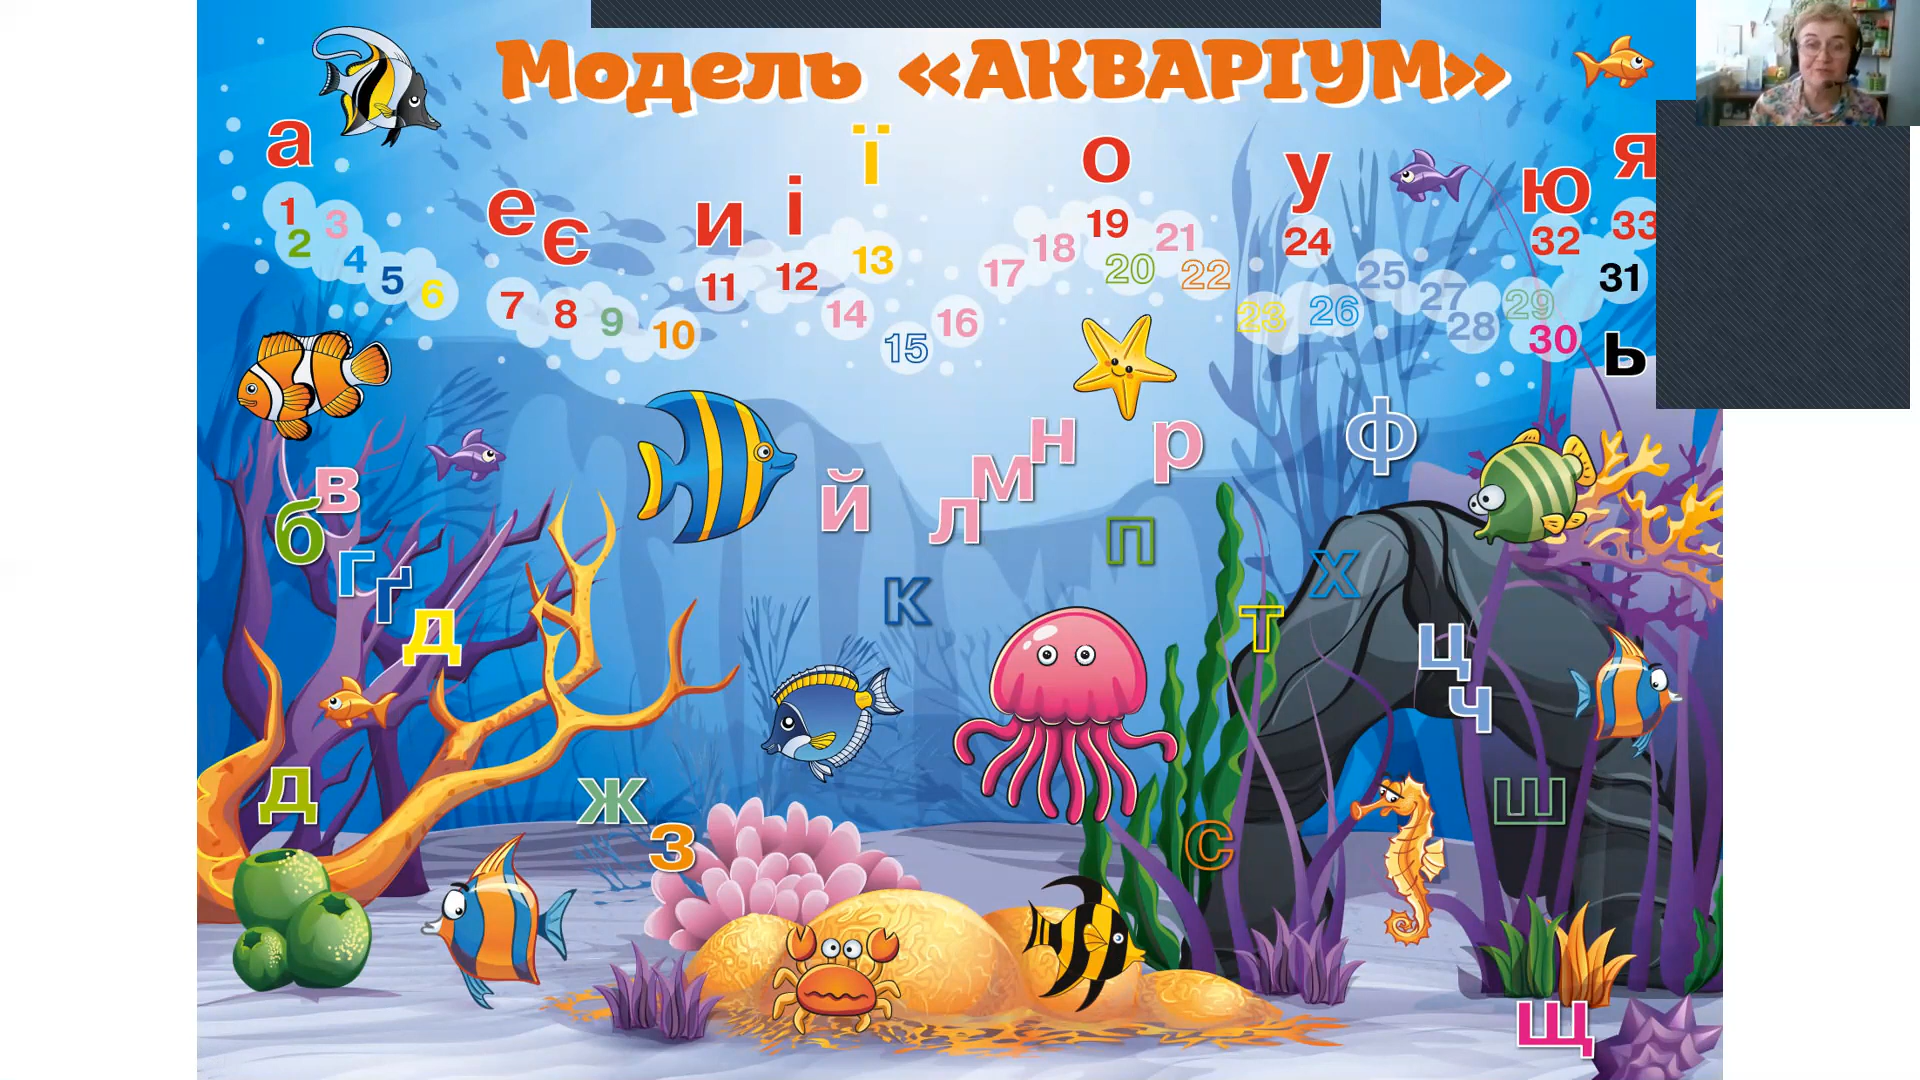 Модель «АКВАРІУМ»
а
ї
о
у
я
е
є
и
і
ю
1
2
3
4
5
6
7
8
9
10
11
12
13
14
15
16
17
18
19
20
21
22
23
24
25
26
27
28
29
30
31
32
33
ь
в
б
г
ґ
д
й
л
м
н
р
ф
п
к
х
т
ц
ч
д
ж
з
с
ш
щ